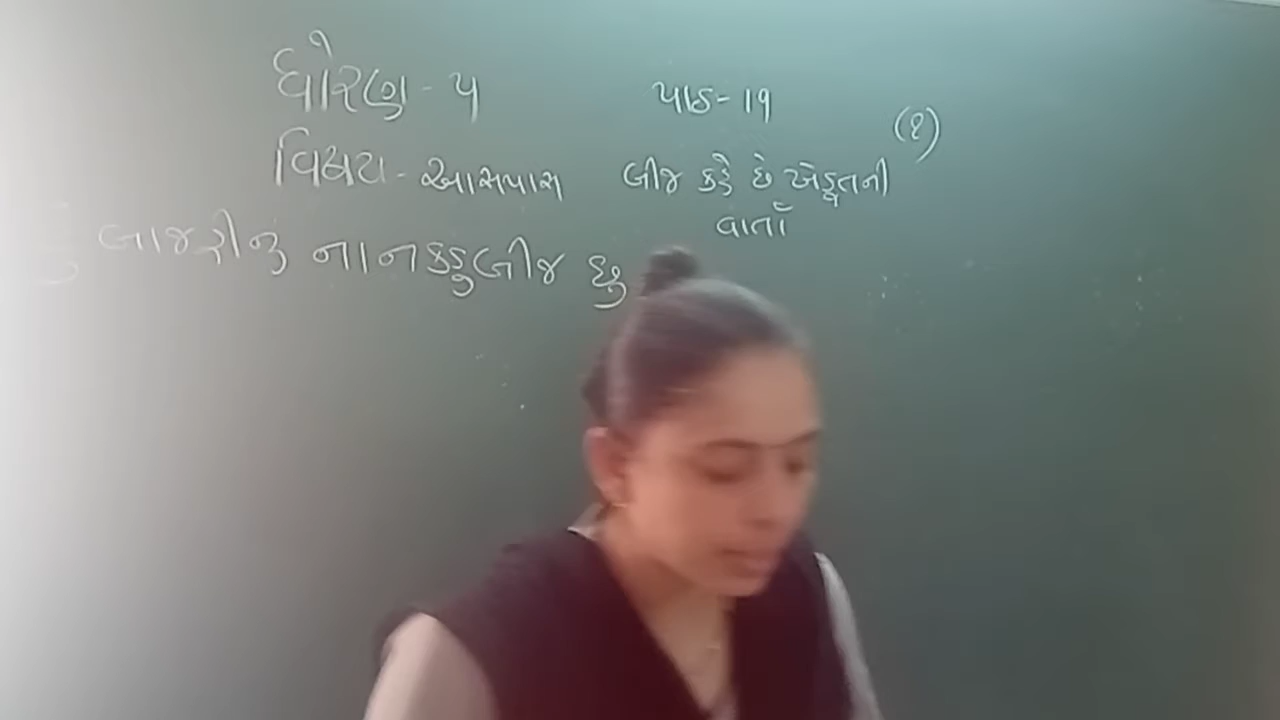 ધોરણ - ૫
પાઠ - ૧૧
(૧)
વિષય - આસપાસ
બીજ કહે છે ખેડૂતની
વાર્તા
હું બાજરીનું નાનકડુ બીજ છુ